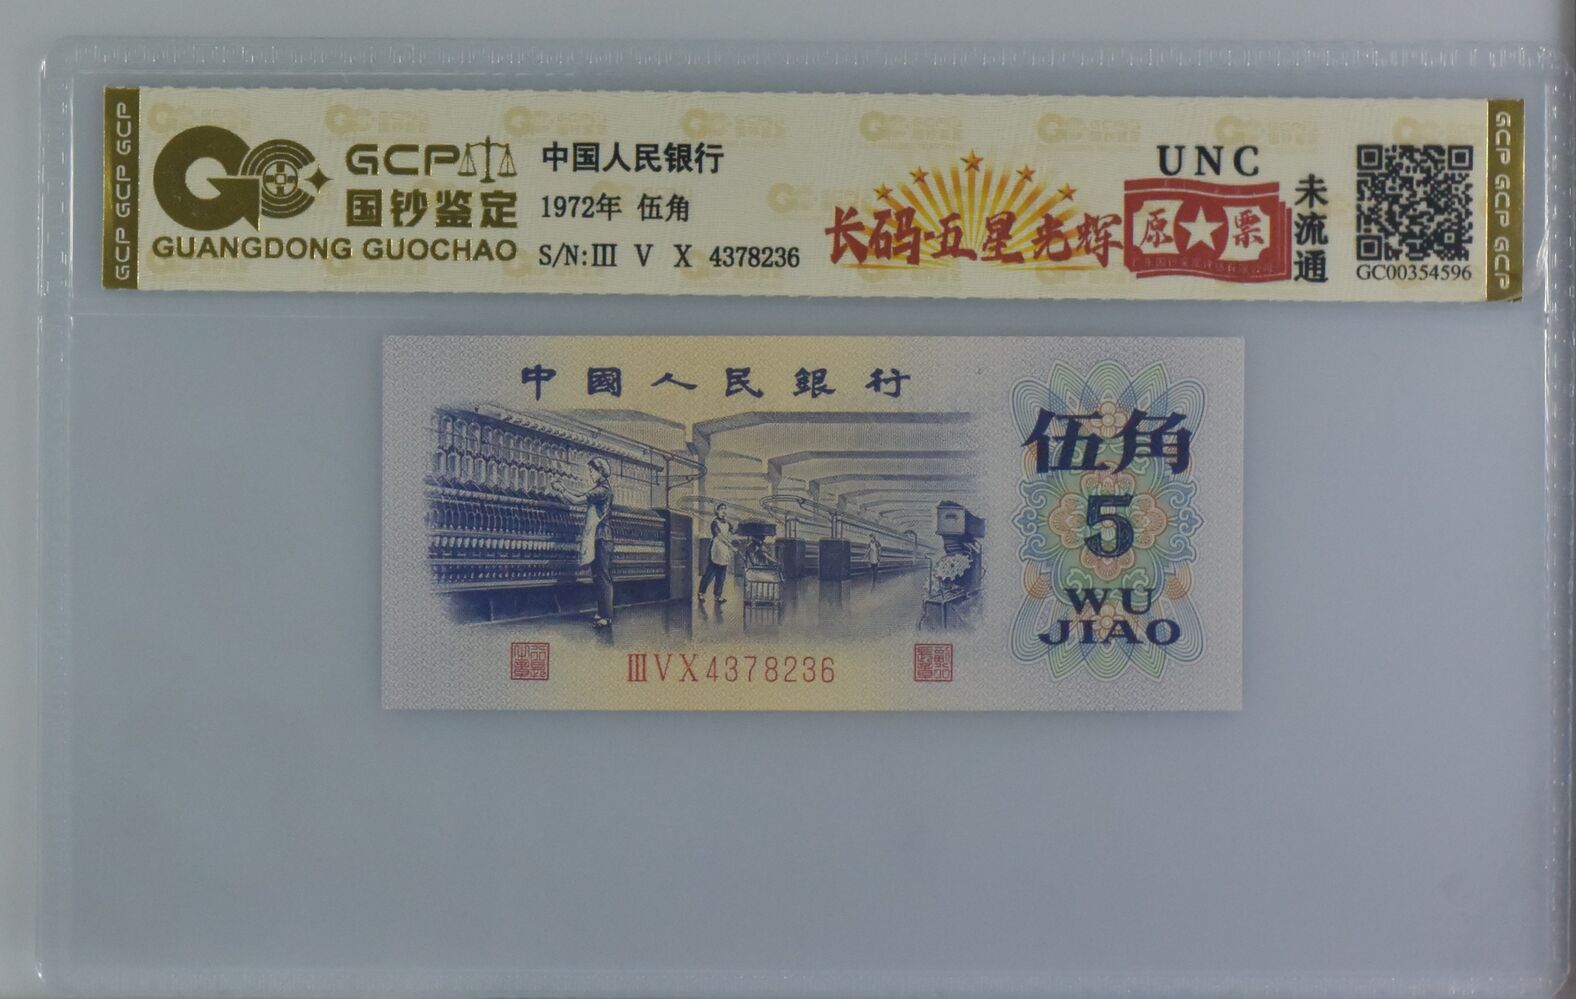 GCP GCP GCP
GCP
国钞鉴定
GUANGDONG GUOCHAO
中国人民银行
1972年 伍角
S/N:Ⅲ V X 4378236
长码·五星光辉
UNC
原★票
未流通
GC00354596
GCP GCP GCP
中國人民銀行
伍角
5
WU
JIAO
ⅢVX4378236